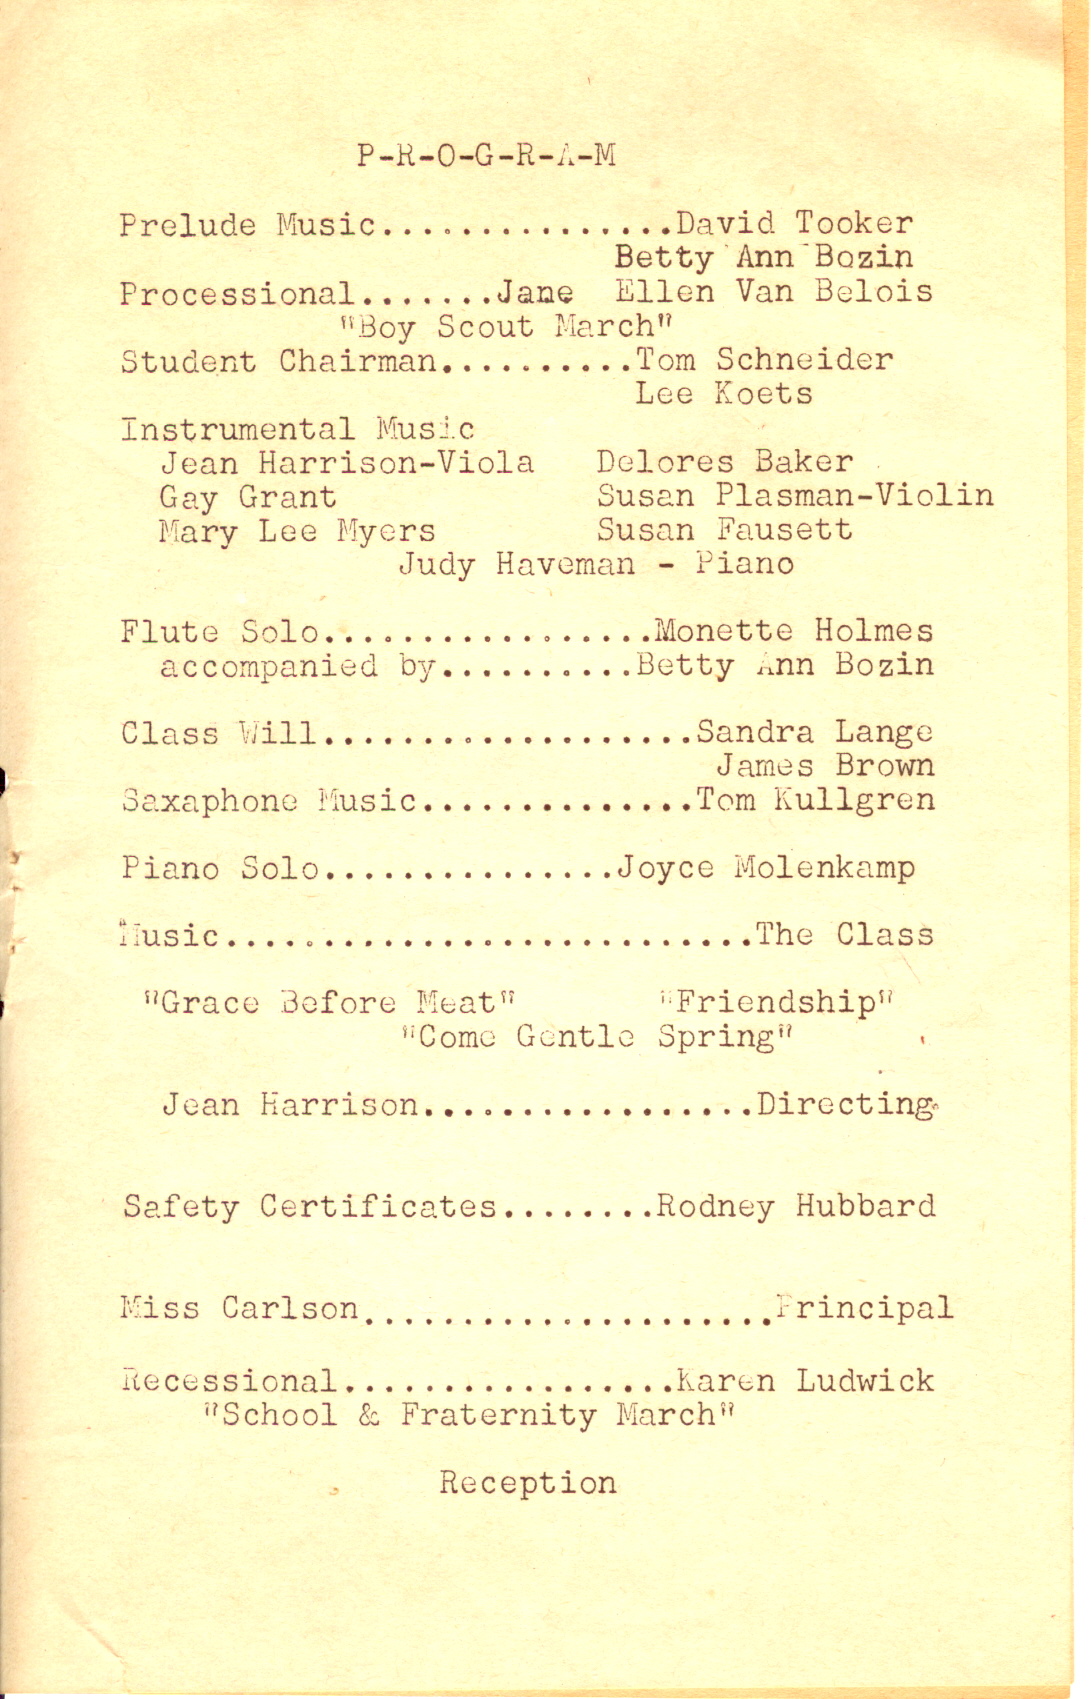 P-R-O-G-R-A-M
Prelude Music...............David Tooker
Betty Ann Bozin
Processional.......Jane Ellen Van Belois
"Boy Scout March"
Student Chairman..........Tom Schneider
Lee Koets
Instrumental Music
Jean Harrison-Viola Delores Baker
Gay Grant Susan Plasman-Violin
Mary Lee Myers Susan Fausett
Judy Haveman - Piano
Flute Solo.................Monette Holmes
accompanied by..........Betty Ann Bozin
Class Will...................Sandra Lange
James Brown
Saxaphone Music..............Tom Kullgren
Piano Solo...............Joyce Molenkamp
Music...........................The Class
"Grace Before Meat" "Friendship"
"Come Gentle Spring"
Jean Harrison.................Directing
Safety Certificates........Rodney Hubbard
Miss Carlson.....................Principal
Recessional.................Karen Ludwick
"School & Fraternity March"
Reception